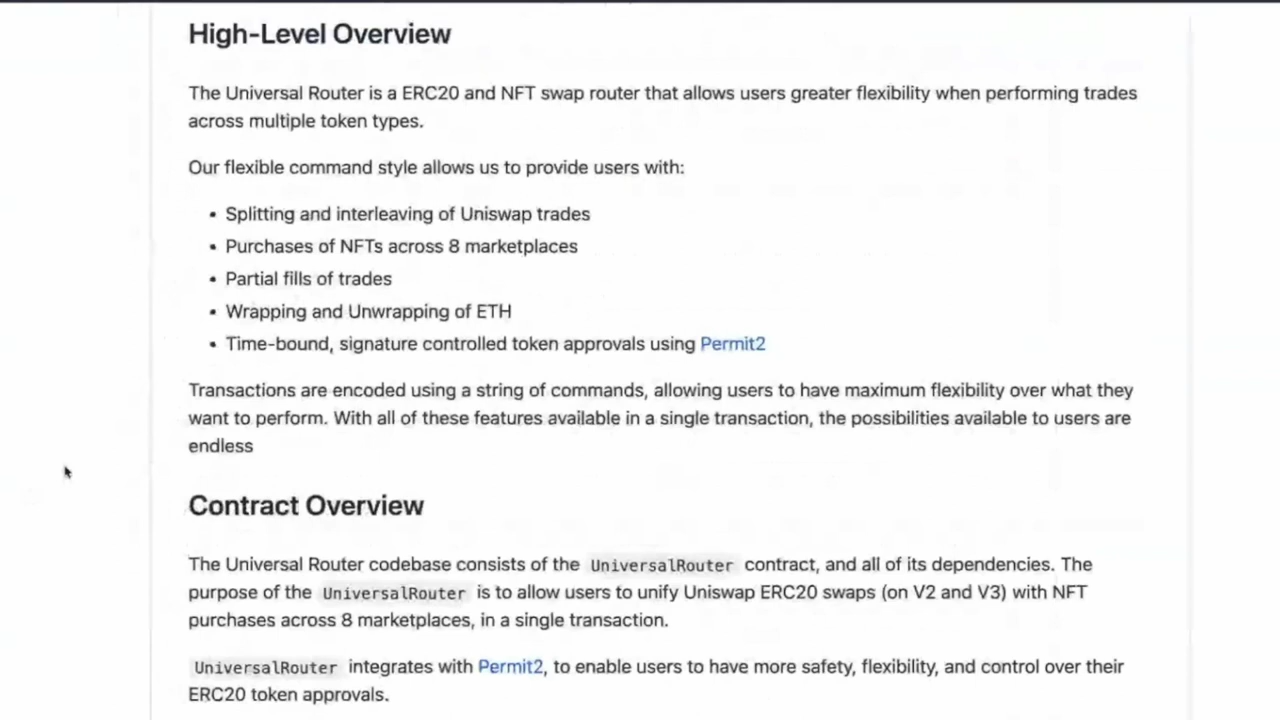 High-Level Overview
The Universal Router is a ERC20 and NFT swap router that allows users greater flexibility when performing trades
across multiple token types.
Our flexible command style allows us to provide users with:
• Splitting and interleaving of Uniswap trades
• Purchases of NFTs across 8 marketplaces
• Partial fills of trades
• Wrapping and Unwrapping of ETH
• Time-bound, signature controlled token approvals using Permit2
Transactions are encoded using a string of commands, allowing users to have maximum flexibility over what they
want to perform. With all of these features available in a single transaction, the possibilities available to users are
endless
Contract Overview
The Universal Router codebase consists of the UniversalRouter contract, and all of its dependencies. The
purpose of the UniversalRouter is to allow users to unify Uniswap ERC20 swaps (on V2 and V3) with NFT
purchases across 8 marketplaces, in a single transaction.
UniversalRouter integrates with Permit2, to enable users to have more safety, flexibility, and control over their
ERC20 token approvals.